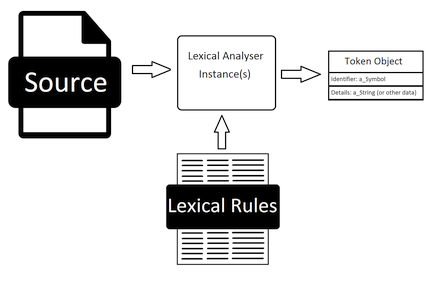 Source
Lexical Analyser
Instance(s)
Token Object
Identifier: a_Symbol
Details: a_String (or other data)
Lexical Rules